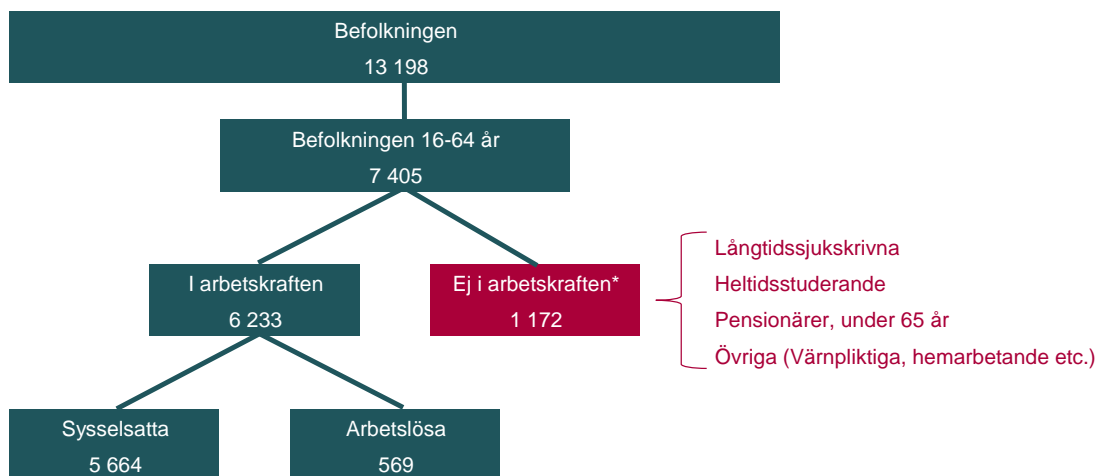 Befolkningen
13 198
Befolkningen 16-64 år
7 405
I arbetskraften
6 233
Ej i arbetskraften*
1 172
Långtidssjukskrivna
Heltidsstuderande
Pensionärer, under 65 år
Övriga (Värnpliktiga, hemarbetande etc.)
Sysselsatta
5 664
Arbetslösa
569